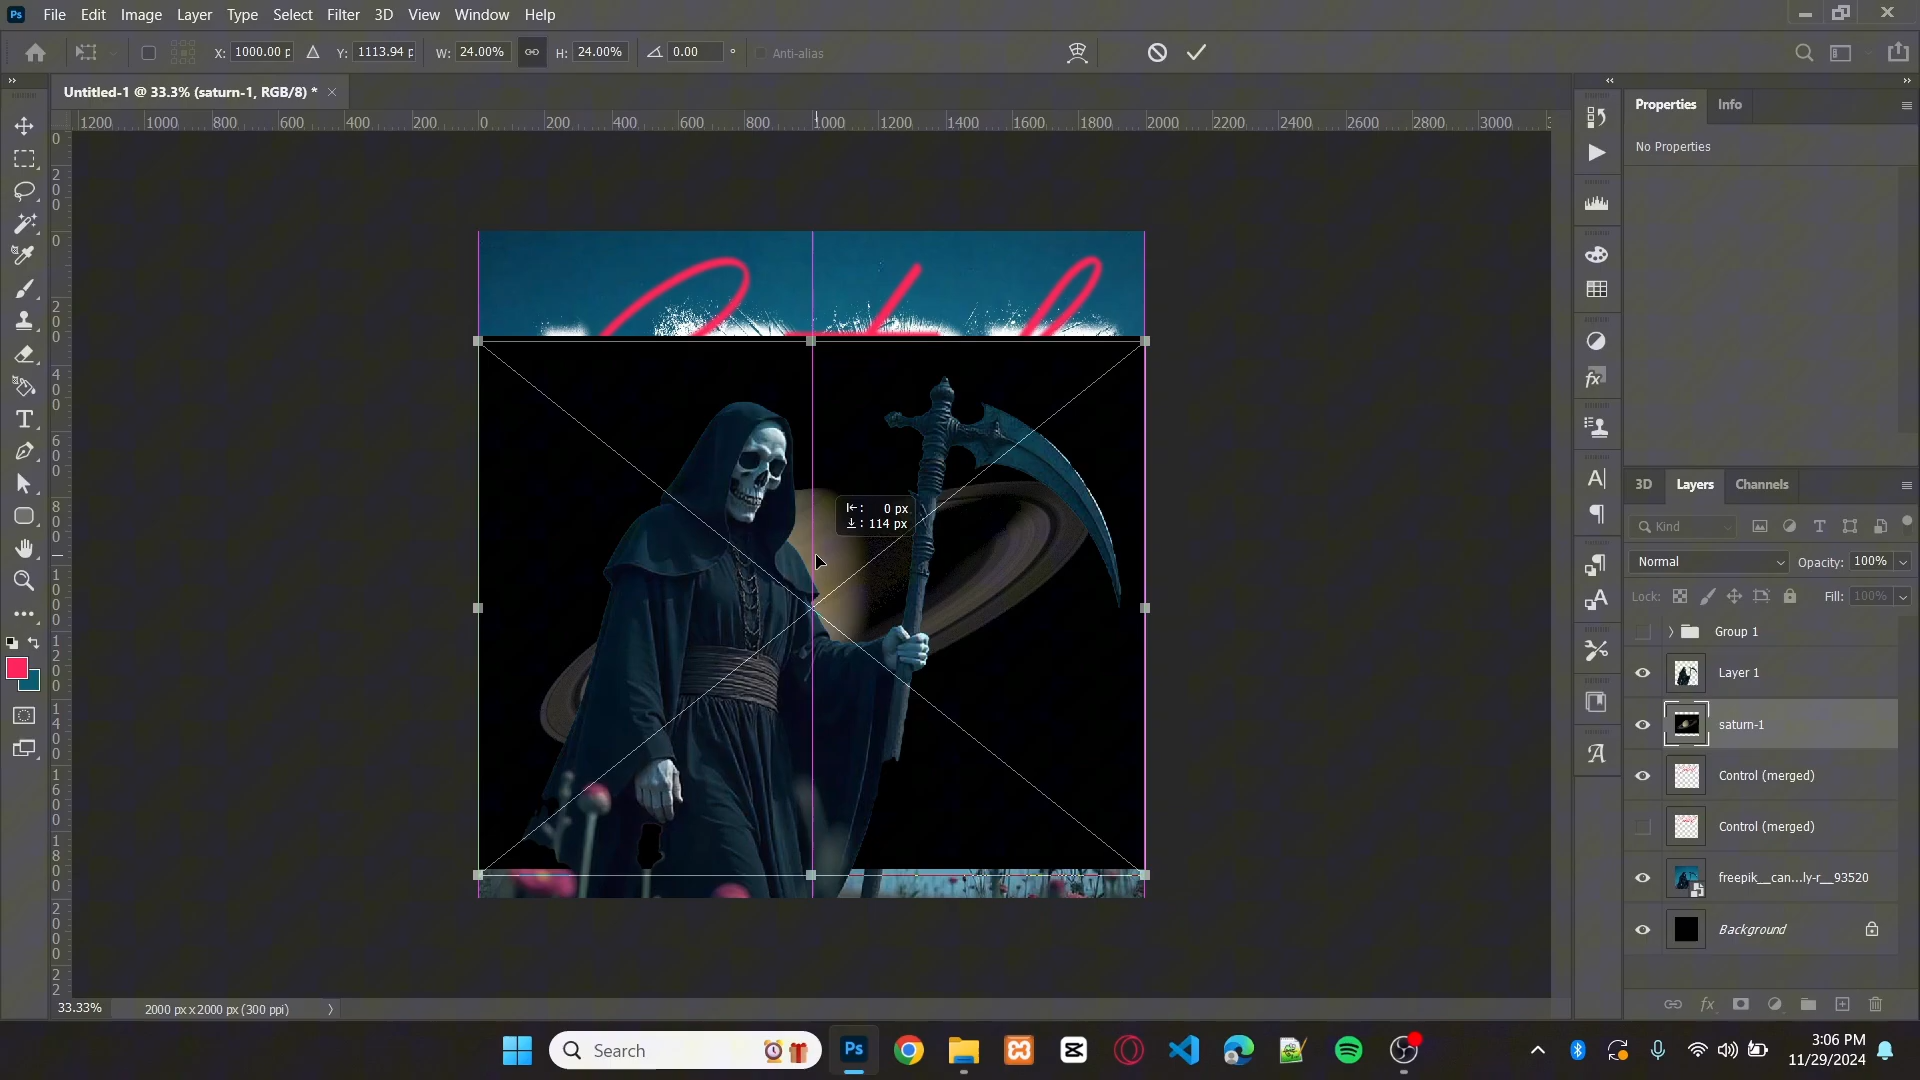 Ps File Edit Image Layer Type Select Filter 3D View Window Help
X: 1000.00 p Y: 1113.94 p W: 24.00% H: 24.00% 0.00 ° Anti-alias
Untitled-1 @ 33.3% (saturn-1, RGB/8) * ×
1200 1000 800 600 400 200 0 200 400 600 800 1000 1200 1400 1600 1800 2000 2200 2400 2600 2800 3000
Properties Info
No Properties
0 px
114 px
3D Layers Channels
Kind
Normal Opacity: 100%
Lock: Fill: 100%
Group 1
Layer 1
saturn-1
Control (merged)
Control (merged)
freepik__can...ly-r__93520
Background
33.33% 2000 px x 2000 px (300 ppi)
Search
Ps
3:06 PM
11/29/2024